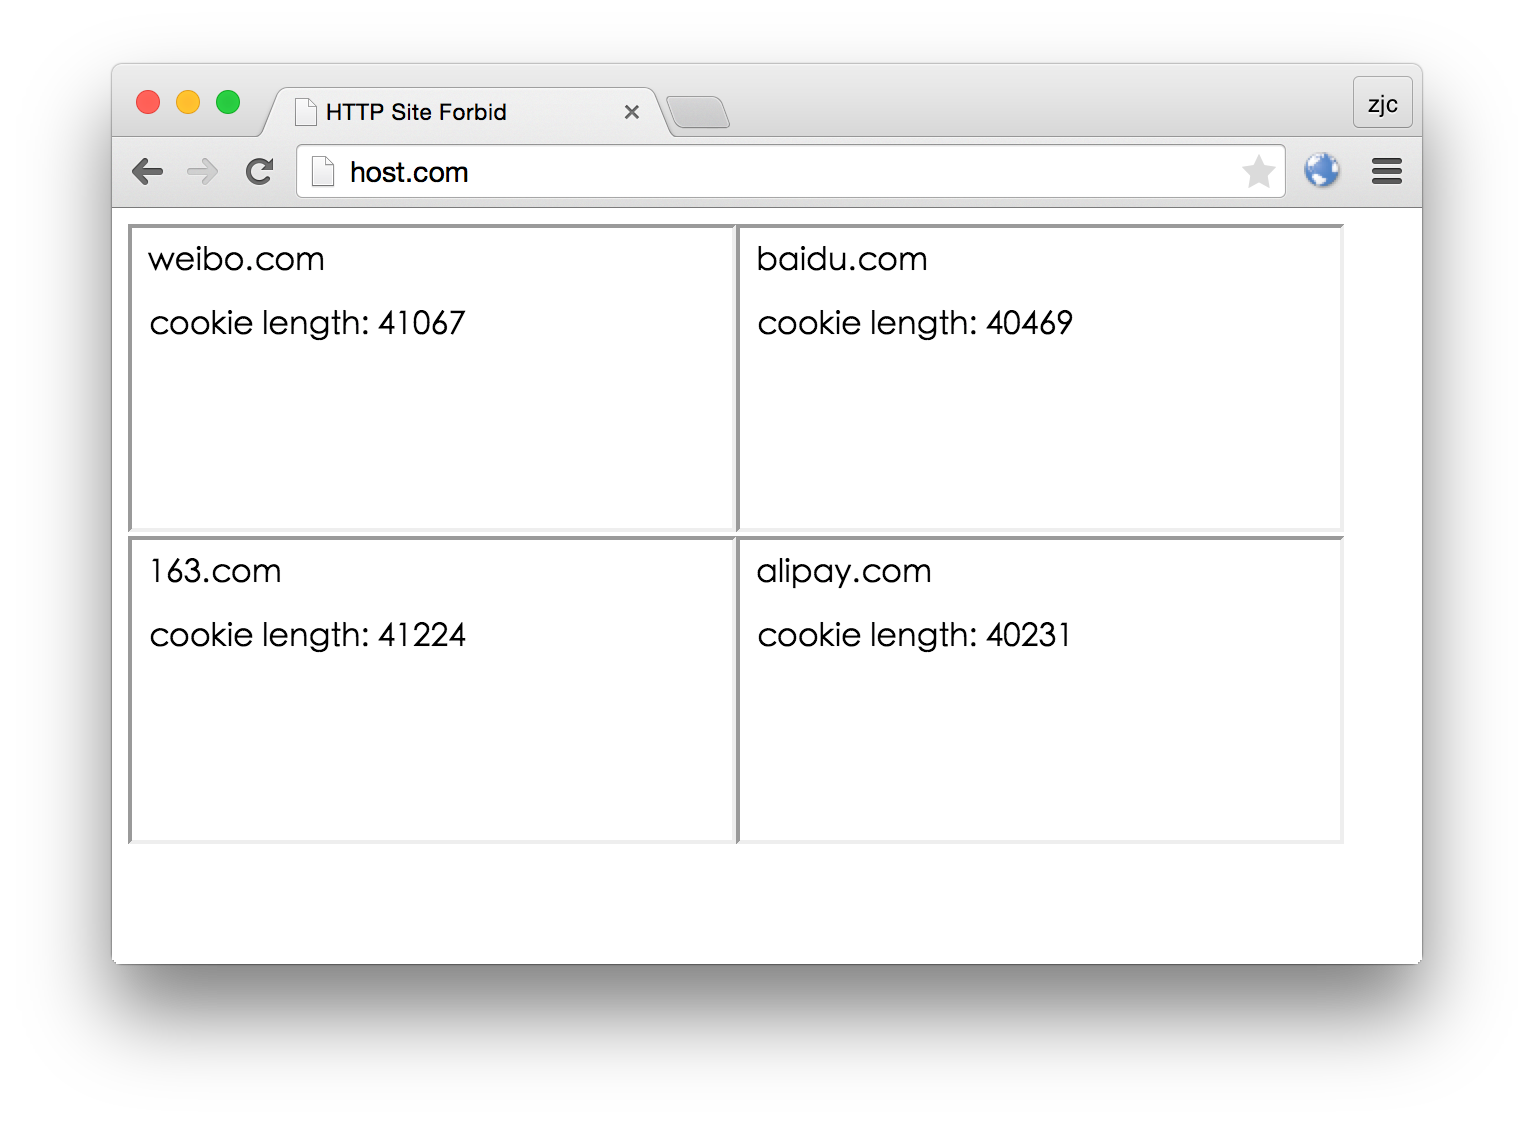 HTTP Site Forbid
zjc
host.com
weibo.com
cookie length: 41067
baidu.com
cookie length: 40469
163.com
cookie length: 41224
alipay.com
cookie length: 40231